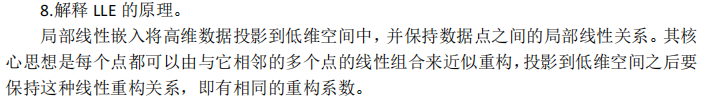 8.解释 LLE 的原理。
局部线性嵌入将高维数据投影到低维空间中，并保持数据点之间的局部线性关系。其核
心思想是每个点都可以由与它相邻的多个点的线性组合来近似重构，投影到低维空间之后要
保持这种线性重构关系，即有相同的重构系数。